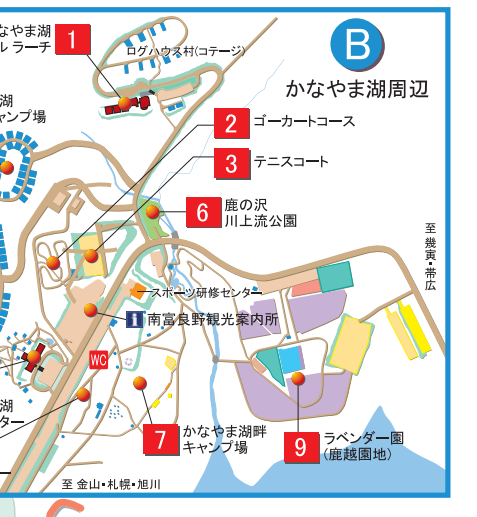 なやま湖
ル ラーチ
1
ログハウス村(コテージ)
B
かなやま湖周辺
湖
ャンプ場
2
ゴーカートコース
3
テニスコート
6
鹿の沢
川上流公園
至幾寅・帯広
スポーツ研修センター
i
南富良野観光案内所
WC
湖
ター
7
かなやま湖畔
キャンプ場
9
ラベンダー園
(鹿越園地)
至 金山・札幌・旭川